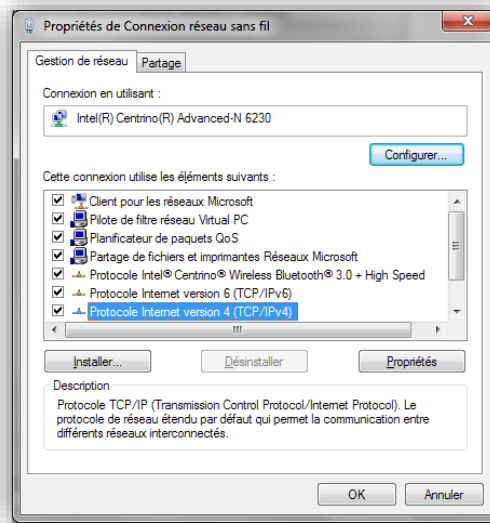 Propriétés de Connexion réseau sans fil
Gestion de réseau
Partage
Connexion en utilisant :
Intel(R) Centrino(R) Advanced-N 6230
Configurer...
Cette connexion utilise les éléments suivants :
Client pour les réseaux Microsoft
Pilote de filtre réseau Virtual PC
Planificateur de paquets QoS
Partage de fichiers et imprimantes Réseaux Microsoft
Protocole Intel® Centrino® Wireless Bluetooth® 3.0 + High Speed
Protocole Internet version 6 (TCP/IPv6)
Protocole Internet version 4 (TCP/IPv4)
Installer...
Désinstaller
Propriétés
Description
Protocole TCP/IP (Transmission Control Protocol/Internet Protocol). Le
protocole de réseau étendu par défaut qui permet la communication entre
différents réseaux interconnectés.
OK
Annuler